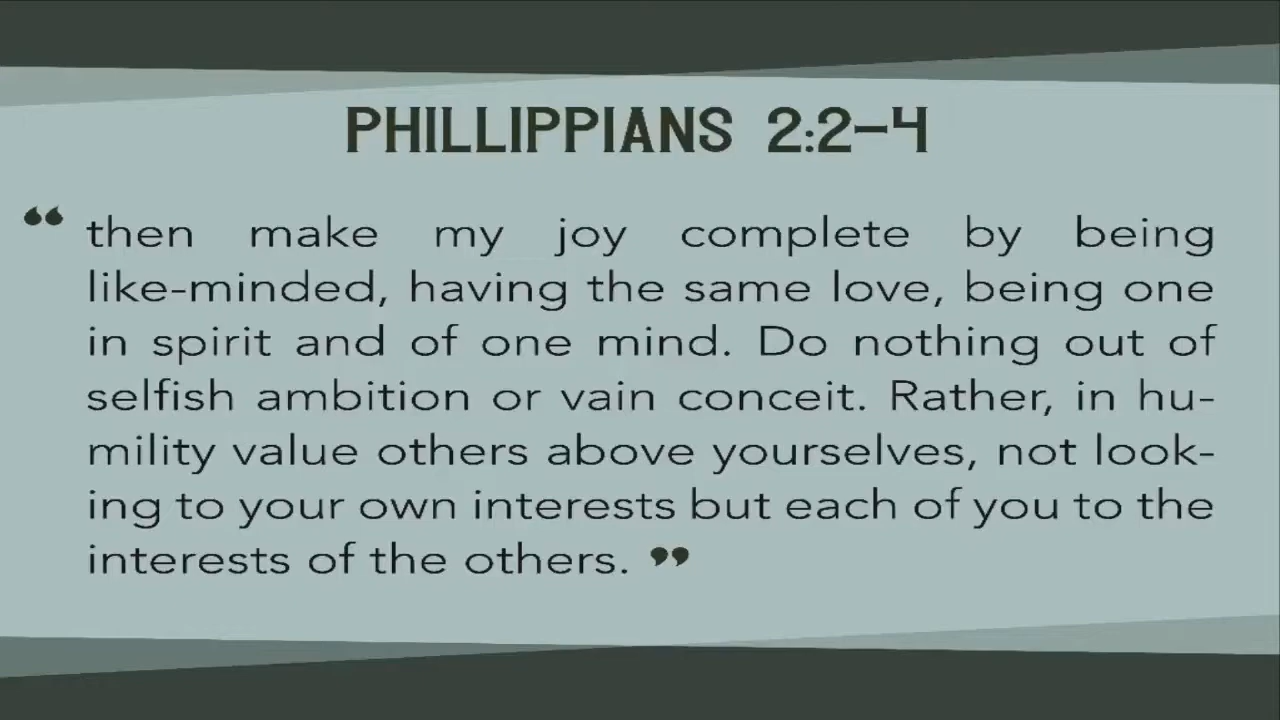 PHILLIPPIANS 2:2–4
“ then make my joy complete by being
like-minded, having the same love, being one
in spirit and of one mind. Do nothing out of
selfish ambition or vain conceit. Rather, in hu-
mility value others above yourselves, not look-
ing to your own interests but each of you to the
interests of the others. ”